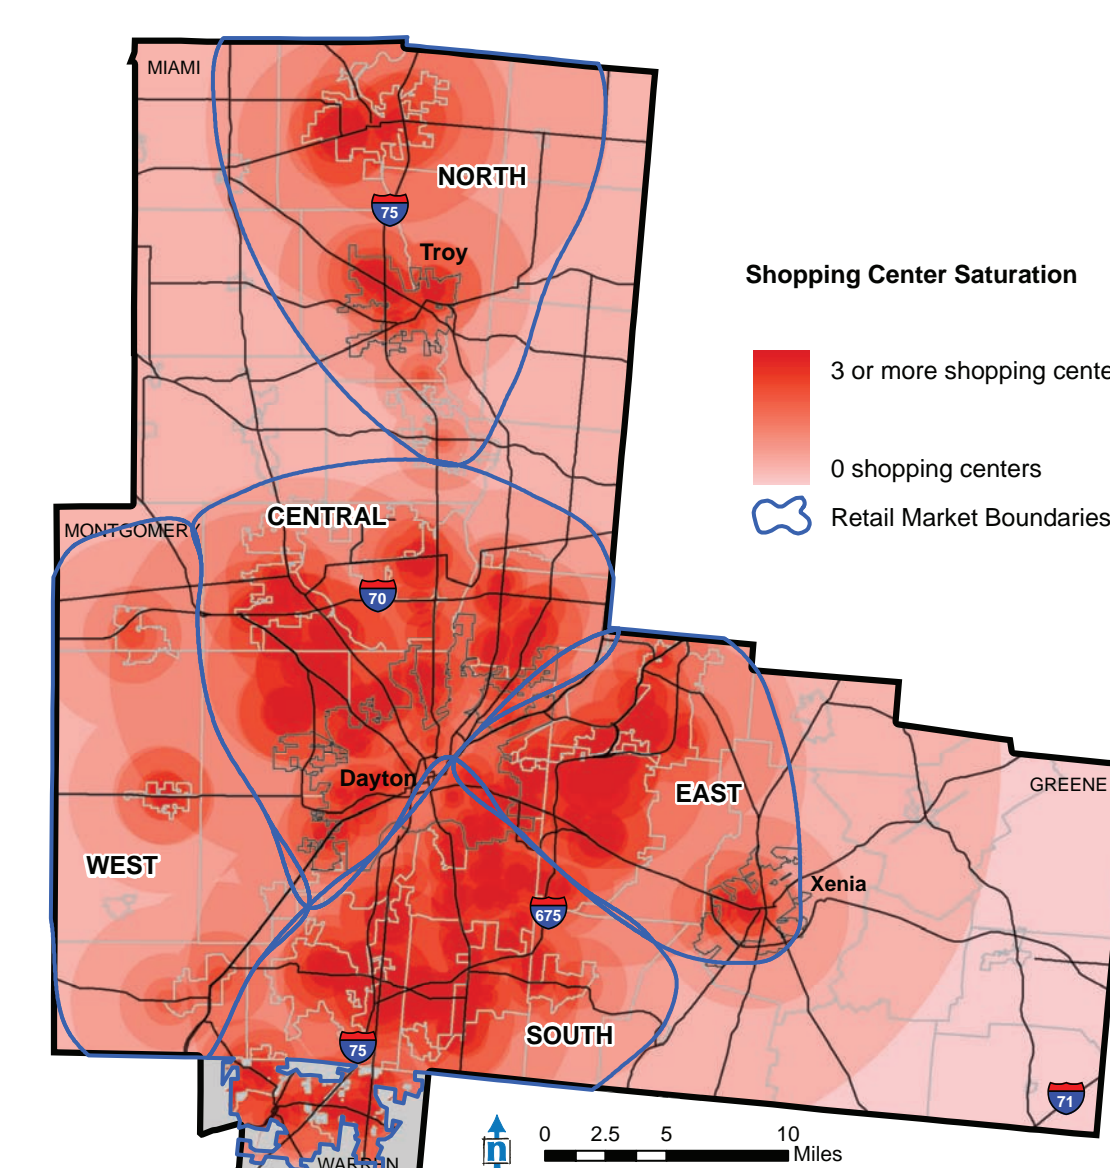 MIAMI
NORTH
75
Troy
Shopping Center Saturation
3 or more shopping cente
0 shopping centers
Retail Market Boundaries
CENTRAL
MONTGOMERY
70
Dayton
EAST
GREENE
WEST
Xenia
675
SOUTH
75
71
n
0 2.5 5 10
Miles
WARREN